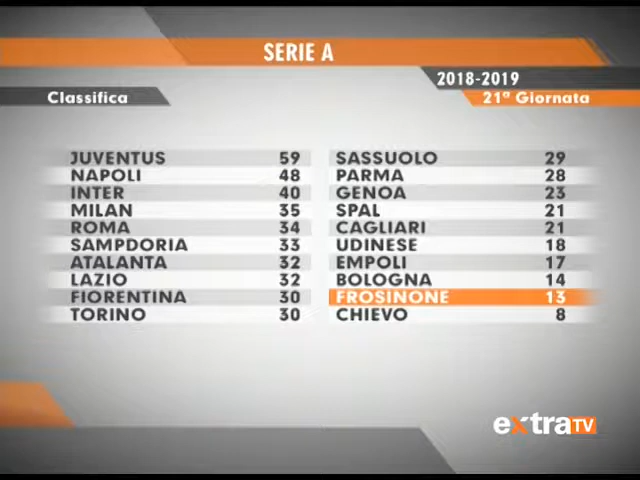 SERIE A
2018-2019
Classifica
21ª Giornata
JUVENTUS 59
NAPOLI 48
INTER 40
MILAN 35
ROMA 34
SAMPDORIA 33
ATALANTA 32
LAZIO 32
FIORENTINA 30
TORINO 30
SASSUOLO 29
PARMA 28
GENOA 23
SPAL 21
CAGLIARI 21
UDINESE 18
EMPOLI 17
BOLOGNA 14
FROSINONE 13
CHIEVO 8
extra TV